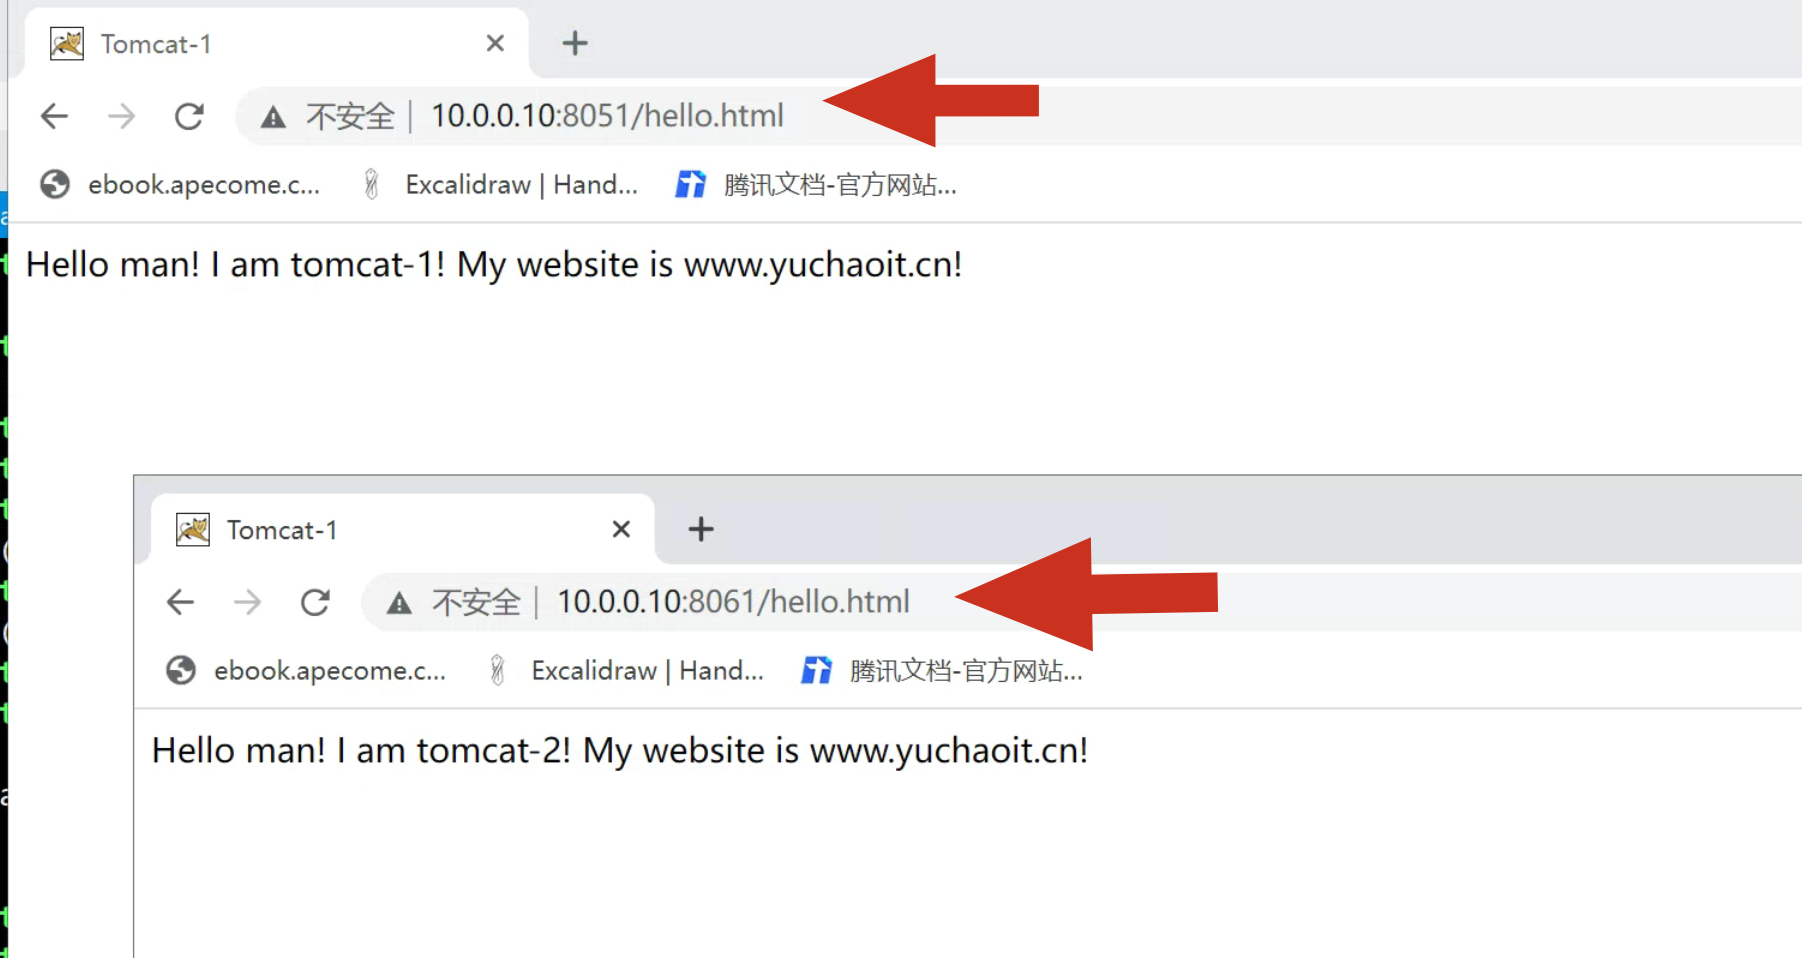 Tomcat-1
不安全 | 10.0.0.10:8051/hello.html
ebook.apecome.c... Excalidraw | Hand... 腾讯文档-官方网站...
Hello man! I am tomcat-1! My website is www.yuchaoit.cn!
Tomcat-1
不安全 | 10.0.0.10:8061/hello.html
ebook.apecome.c... Excalidraw | Hand... 腾讯文档-官方网站...
Hello man! I am tomcat-2! My website is www.yuchaoit.cn!